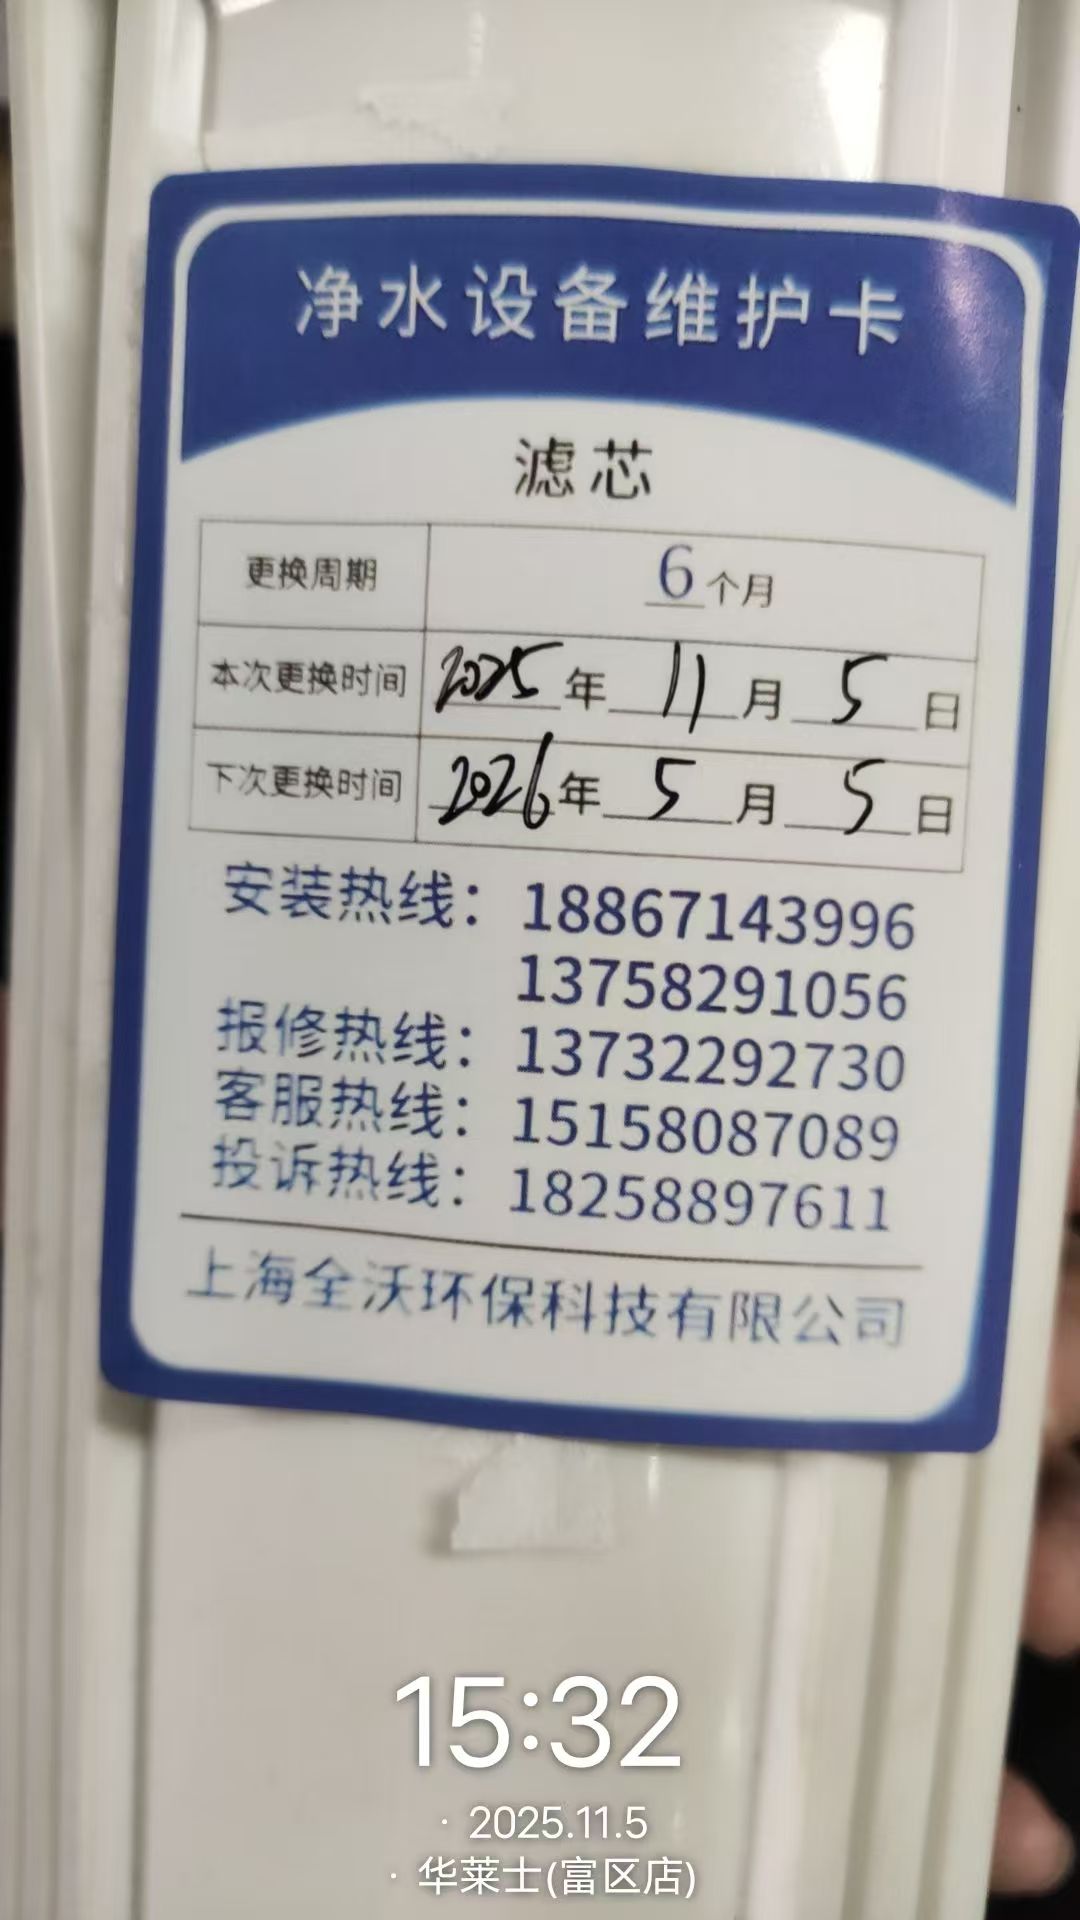 净水设备维护卡
滤芯
更换周期 6个月
本次更换时间 2025年11月5日
下次更换时间 2026年5月5日
安装热线：18867143996
13758291056
报修热线：13732292730
客服热线：15158087089
投诉热线：18258897611
上海全沃环保科技有限公司
15:32
· 2025.11.5
· 华莱士(富区店)